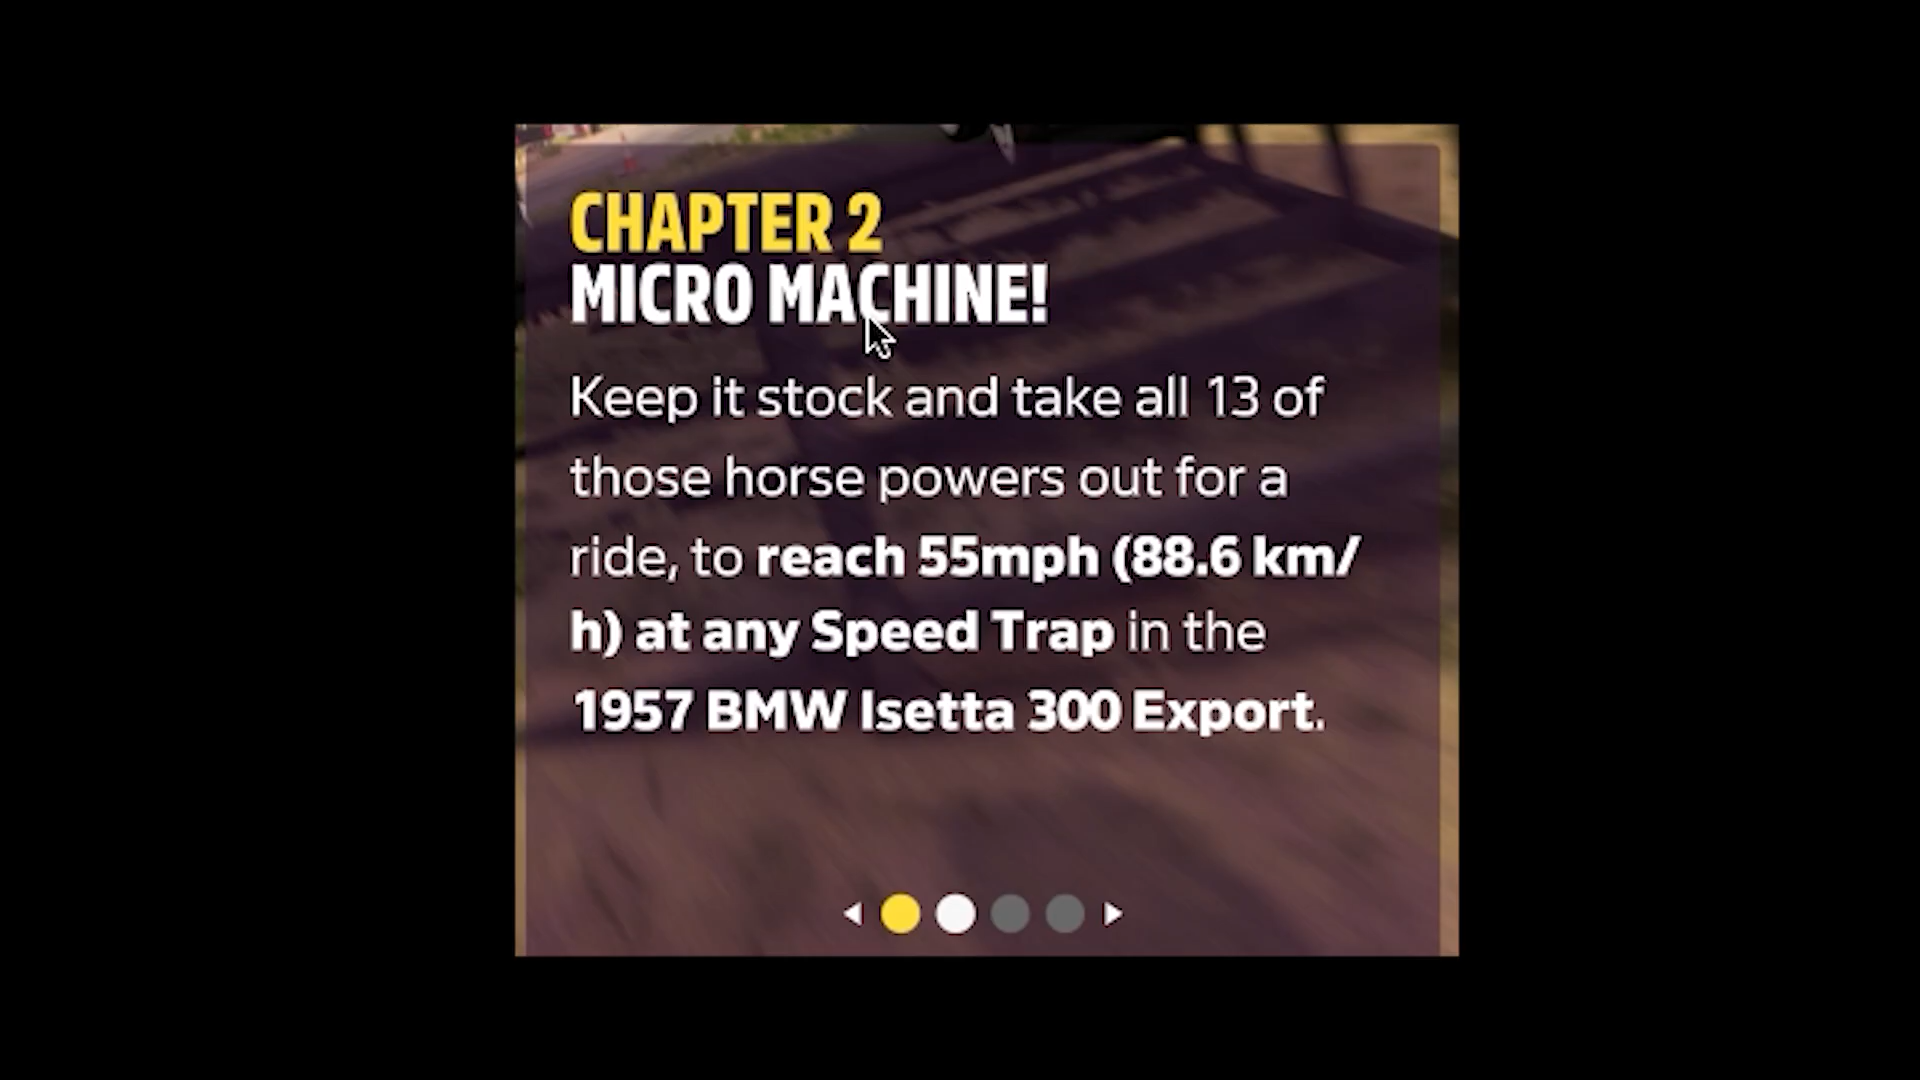 CHAPTER 2
MICRO MACHINE!
Keep it stock and take all 13 of
those horse powers out for a
ride, to reach 55mph (88.6 km/
h) at any Speed Trap in the
1957 BMW Isetta 300 Export.